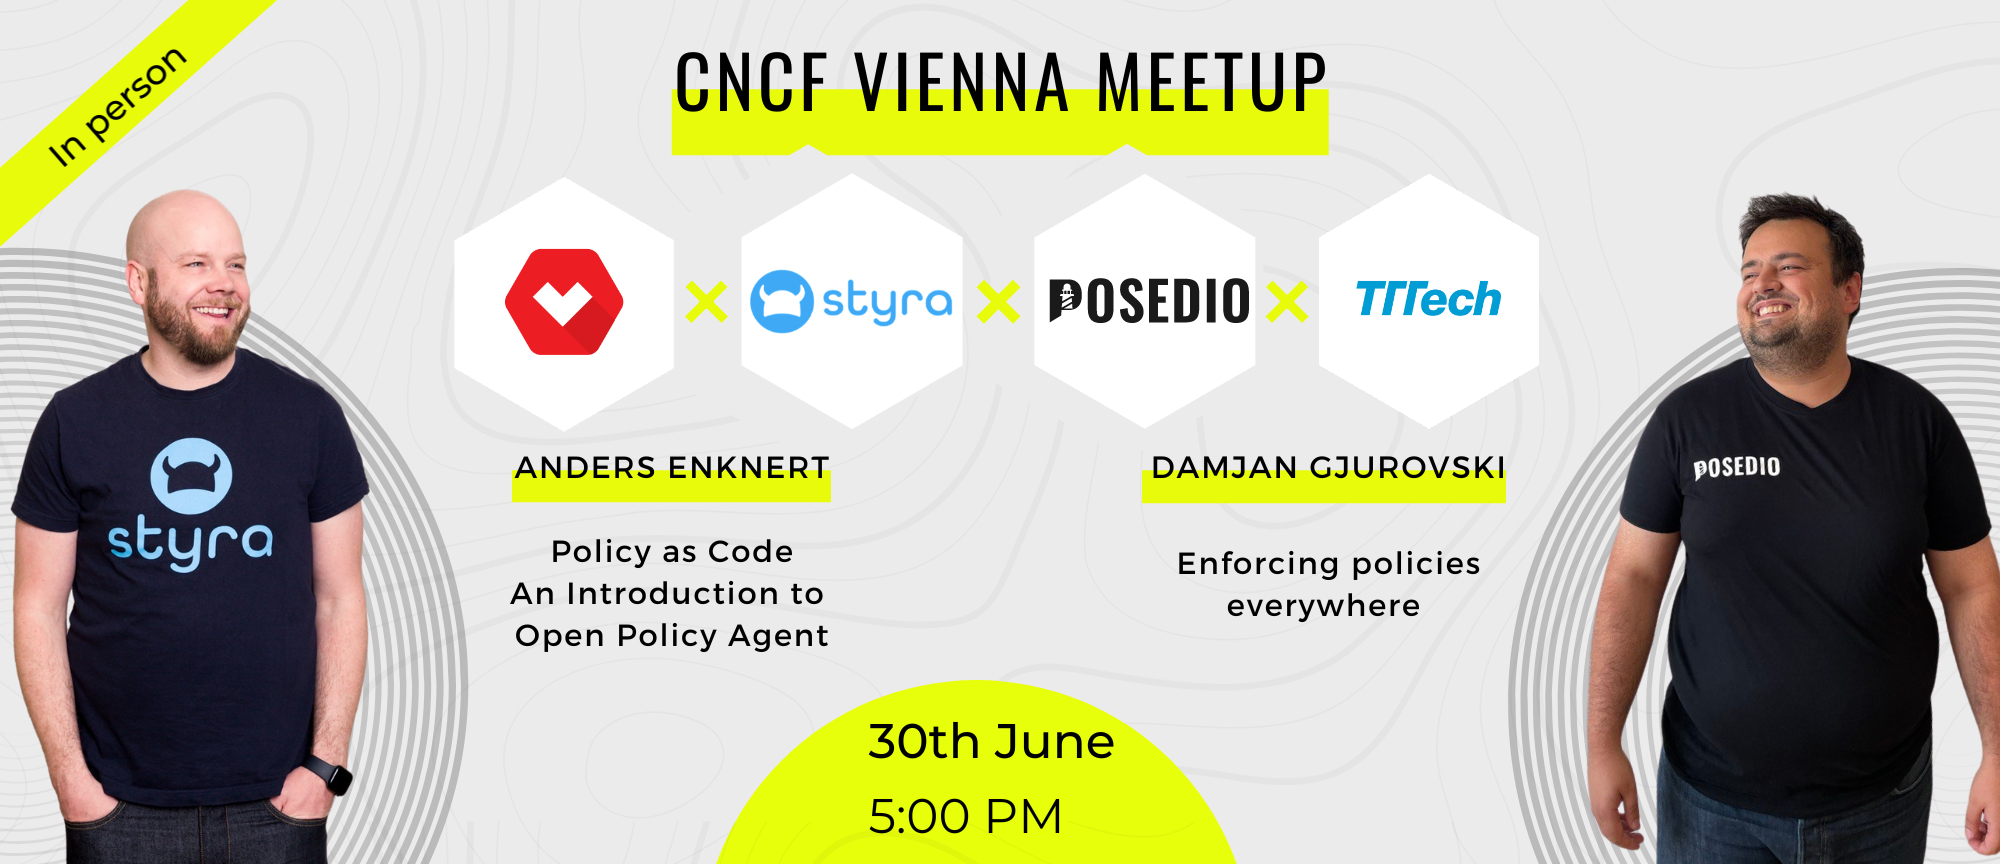 In person
CNCF VIENNA MEETUP
styra
POSEDIO
TTTech
ANDERS ENKNERT
Policy as Code
An Introduction to
Open Policy Agent
DAMJAN GJUROVSKI
Enforcing policies
everywhere
styra
POSEDIO
30th June
5:00 PM